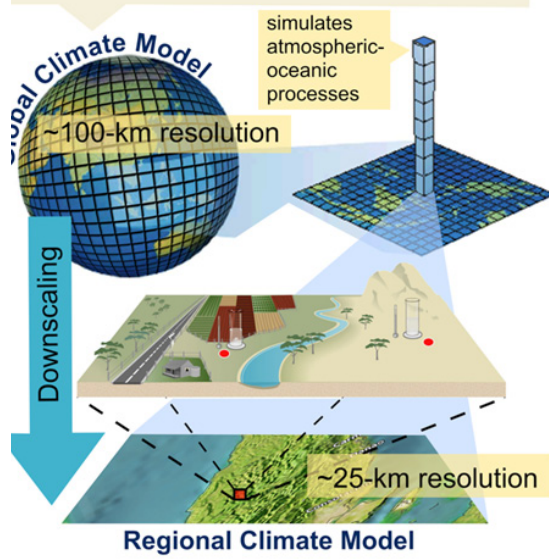 simulates
atmospheric-
oceanic
processes
Global Climate Model
~100-km resolution
Downscaling
~25-km resolution
Regional Climate Model